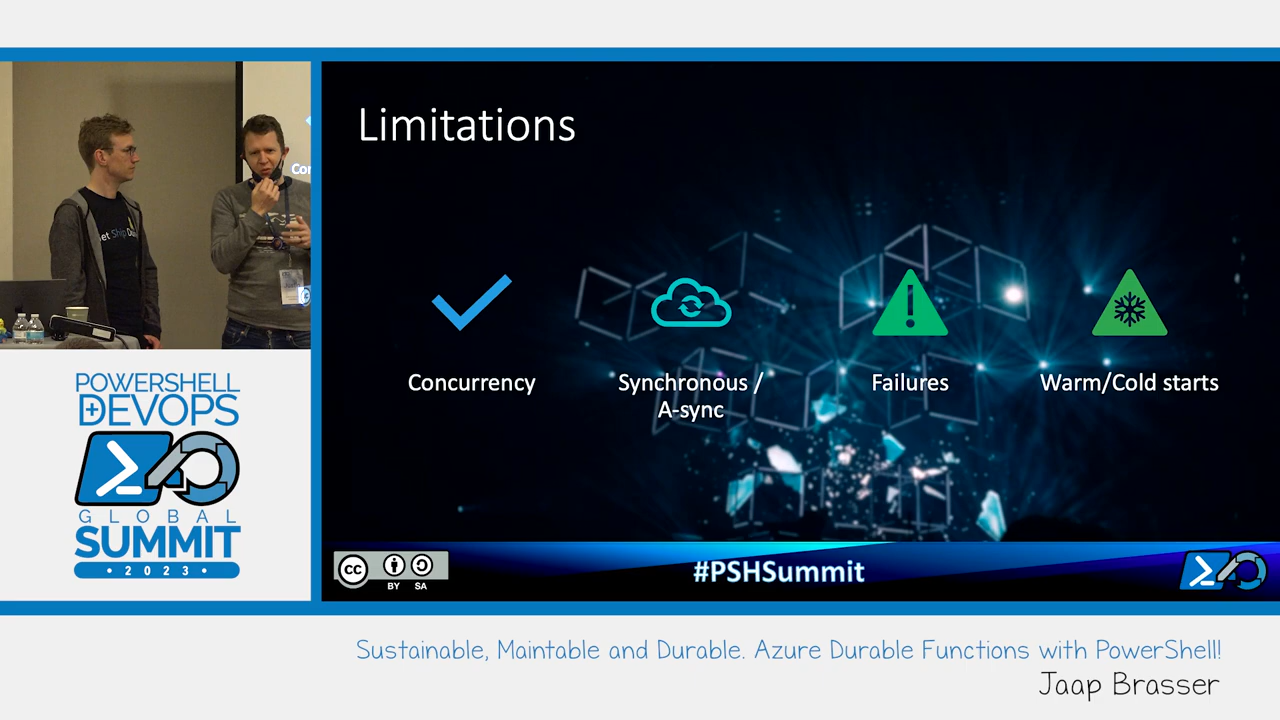 Limitations
Concurrency
Synchronous /
A-sync
Failures
Warm/Cold starts
cc
BY SA
#PSHSummit
POWERSHELL
+DEVOPS
GLOBAL
SUMMIT
• 2023 •
Sustainable, Maintable and Durable. Azure Durable Functions with PowerShell!
Jaap Brasser